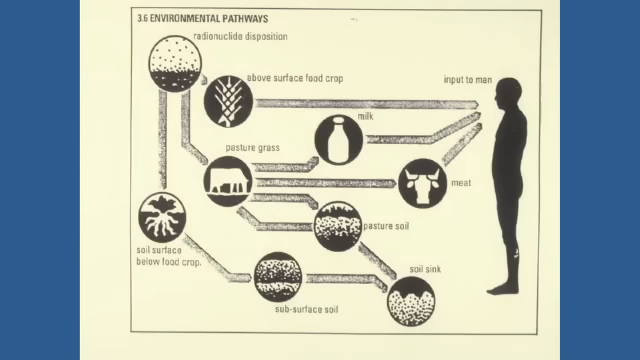 3.6 ENVIRONMENTAL PATHWAYS
radionuclide disposition
above surface food crop
input to man
milk
pasture grass
meat
pasture soil
soil surface
below food crop.
soil sink
sub-surface soil